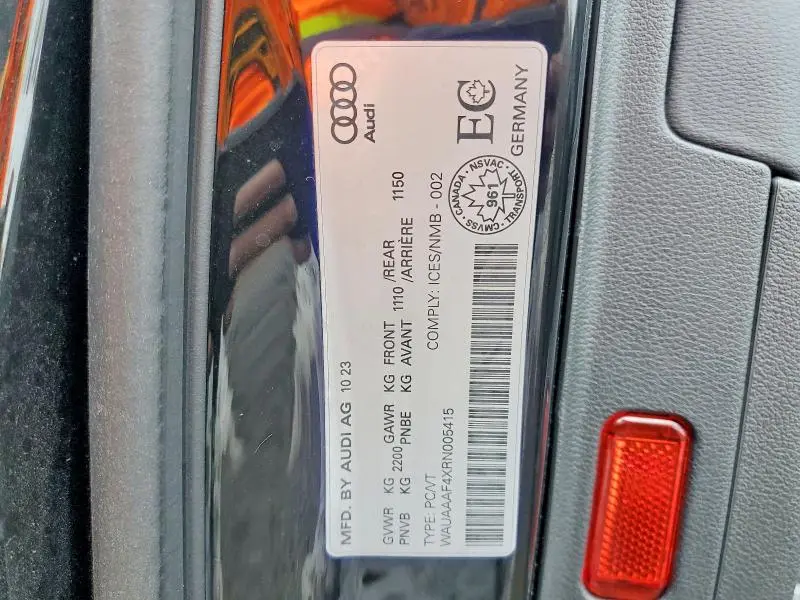 Audi
MFD. BY AUDI AG 10 23
GVWR KG 2200 GAWR KG FRONT 1110 /REAR 1150
PNVB KG PNBE KG AVANT /ARRIÈRE
COMPLY: ICES/NMB - 002
TYPE: PC/VT
WAUAAAF4XRN005415
CANADA · NSVAC · TRANSPORT · CMVSS
961
EC
GERMANY